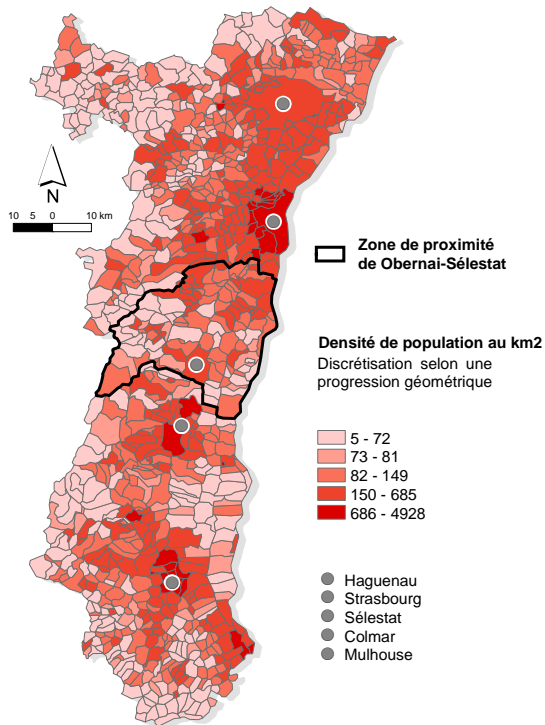 N
10 5 0 10 km
Zone de proximité
de Obernai-Sélestat
Densité de population au km2
Discrétisation selon une
progression géométrique
5 - 72
73 - 81
82 - 149
150 - 685
686 - 4928
Haguenau
Strasbourg
Sélestat
Colmar
Mulhouse